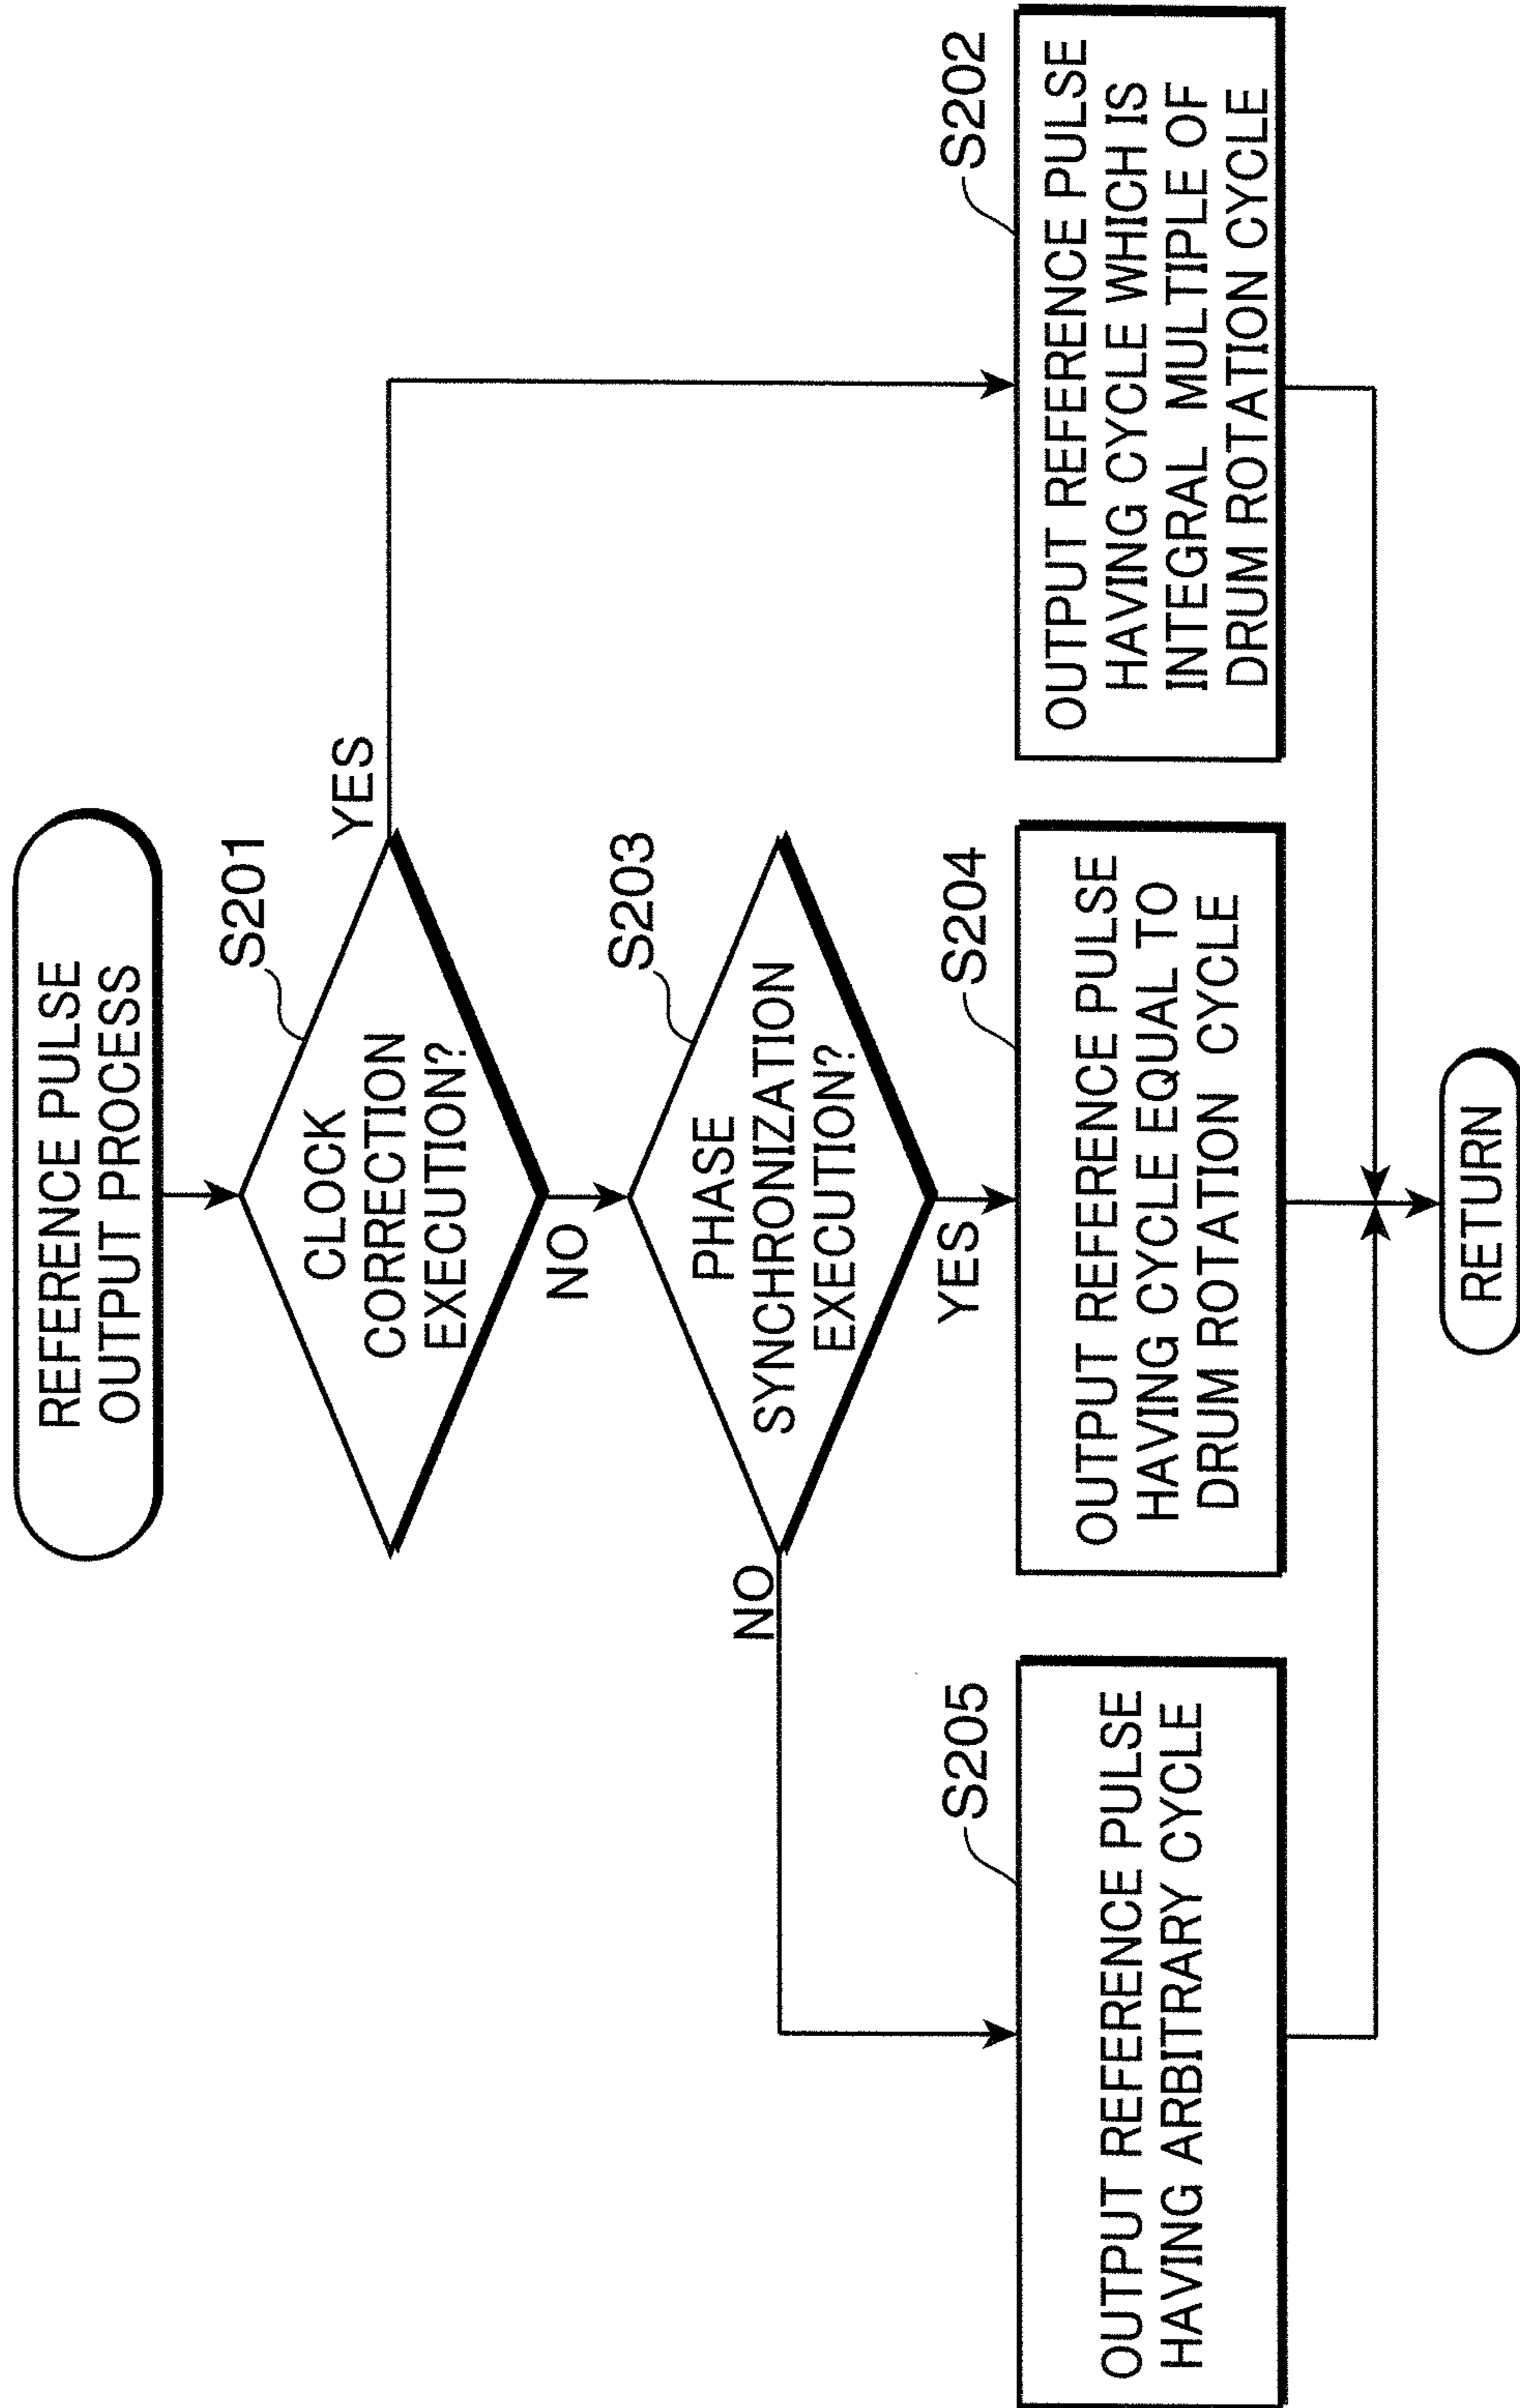 REFERENCE PULSE
OUTPUT PROCESS
S201
CLOCK
CORRECTION
EXECUTION?
YES
NO
S203
PHASE
SYNCHRONIZATION
EXECUTION?
NO
YES
S205
OUTPUT REFERENCE PULSE
HAVING ARBITRARY CYCLE
S204
OUTPUT REFERENCE PULSE
HAVING CYCLE EQUAL TO
DRUM ROTATION CYCLE
S202
OUTPUT REFERENCE PULSE
HAVING CYCLE WHICH IS
INTEGRAL MULTIPLE OF
DRUM ROTATION CYCLE
RETURN